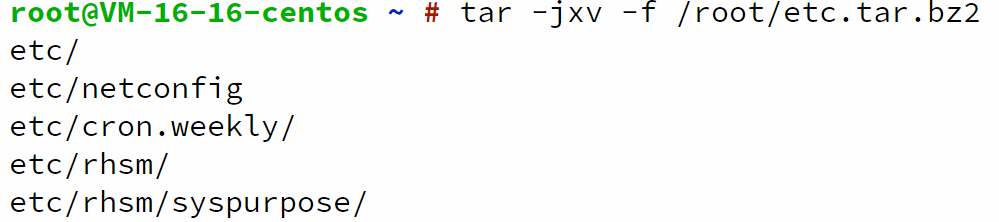 root@VM-16-16-centos ~ # tar -jxv -f /root/etc.tar.bz2
etc/
etc/netconfig
etc/cron.weekly/
etc/rhsm/
etc/rhsm/syspurpose/